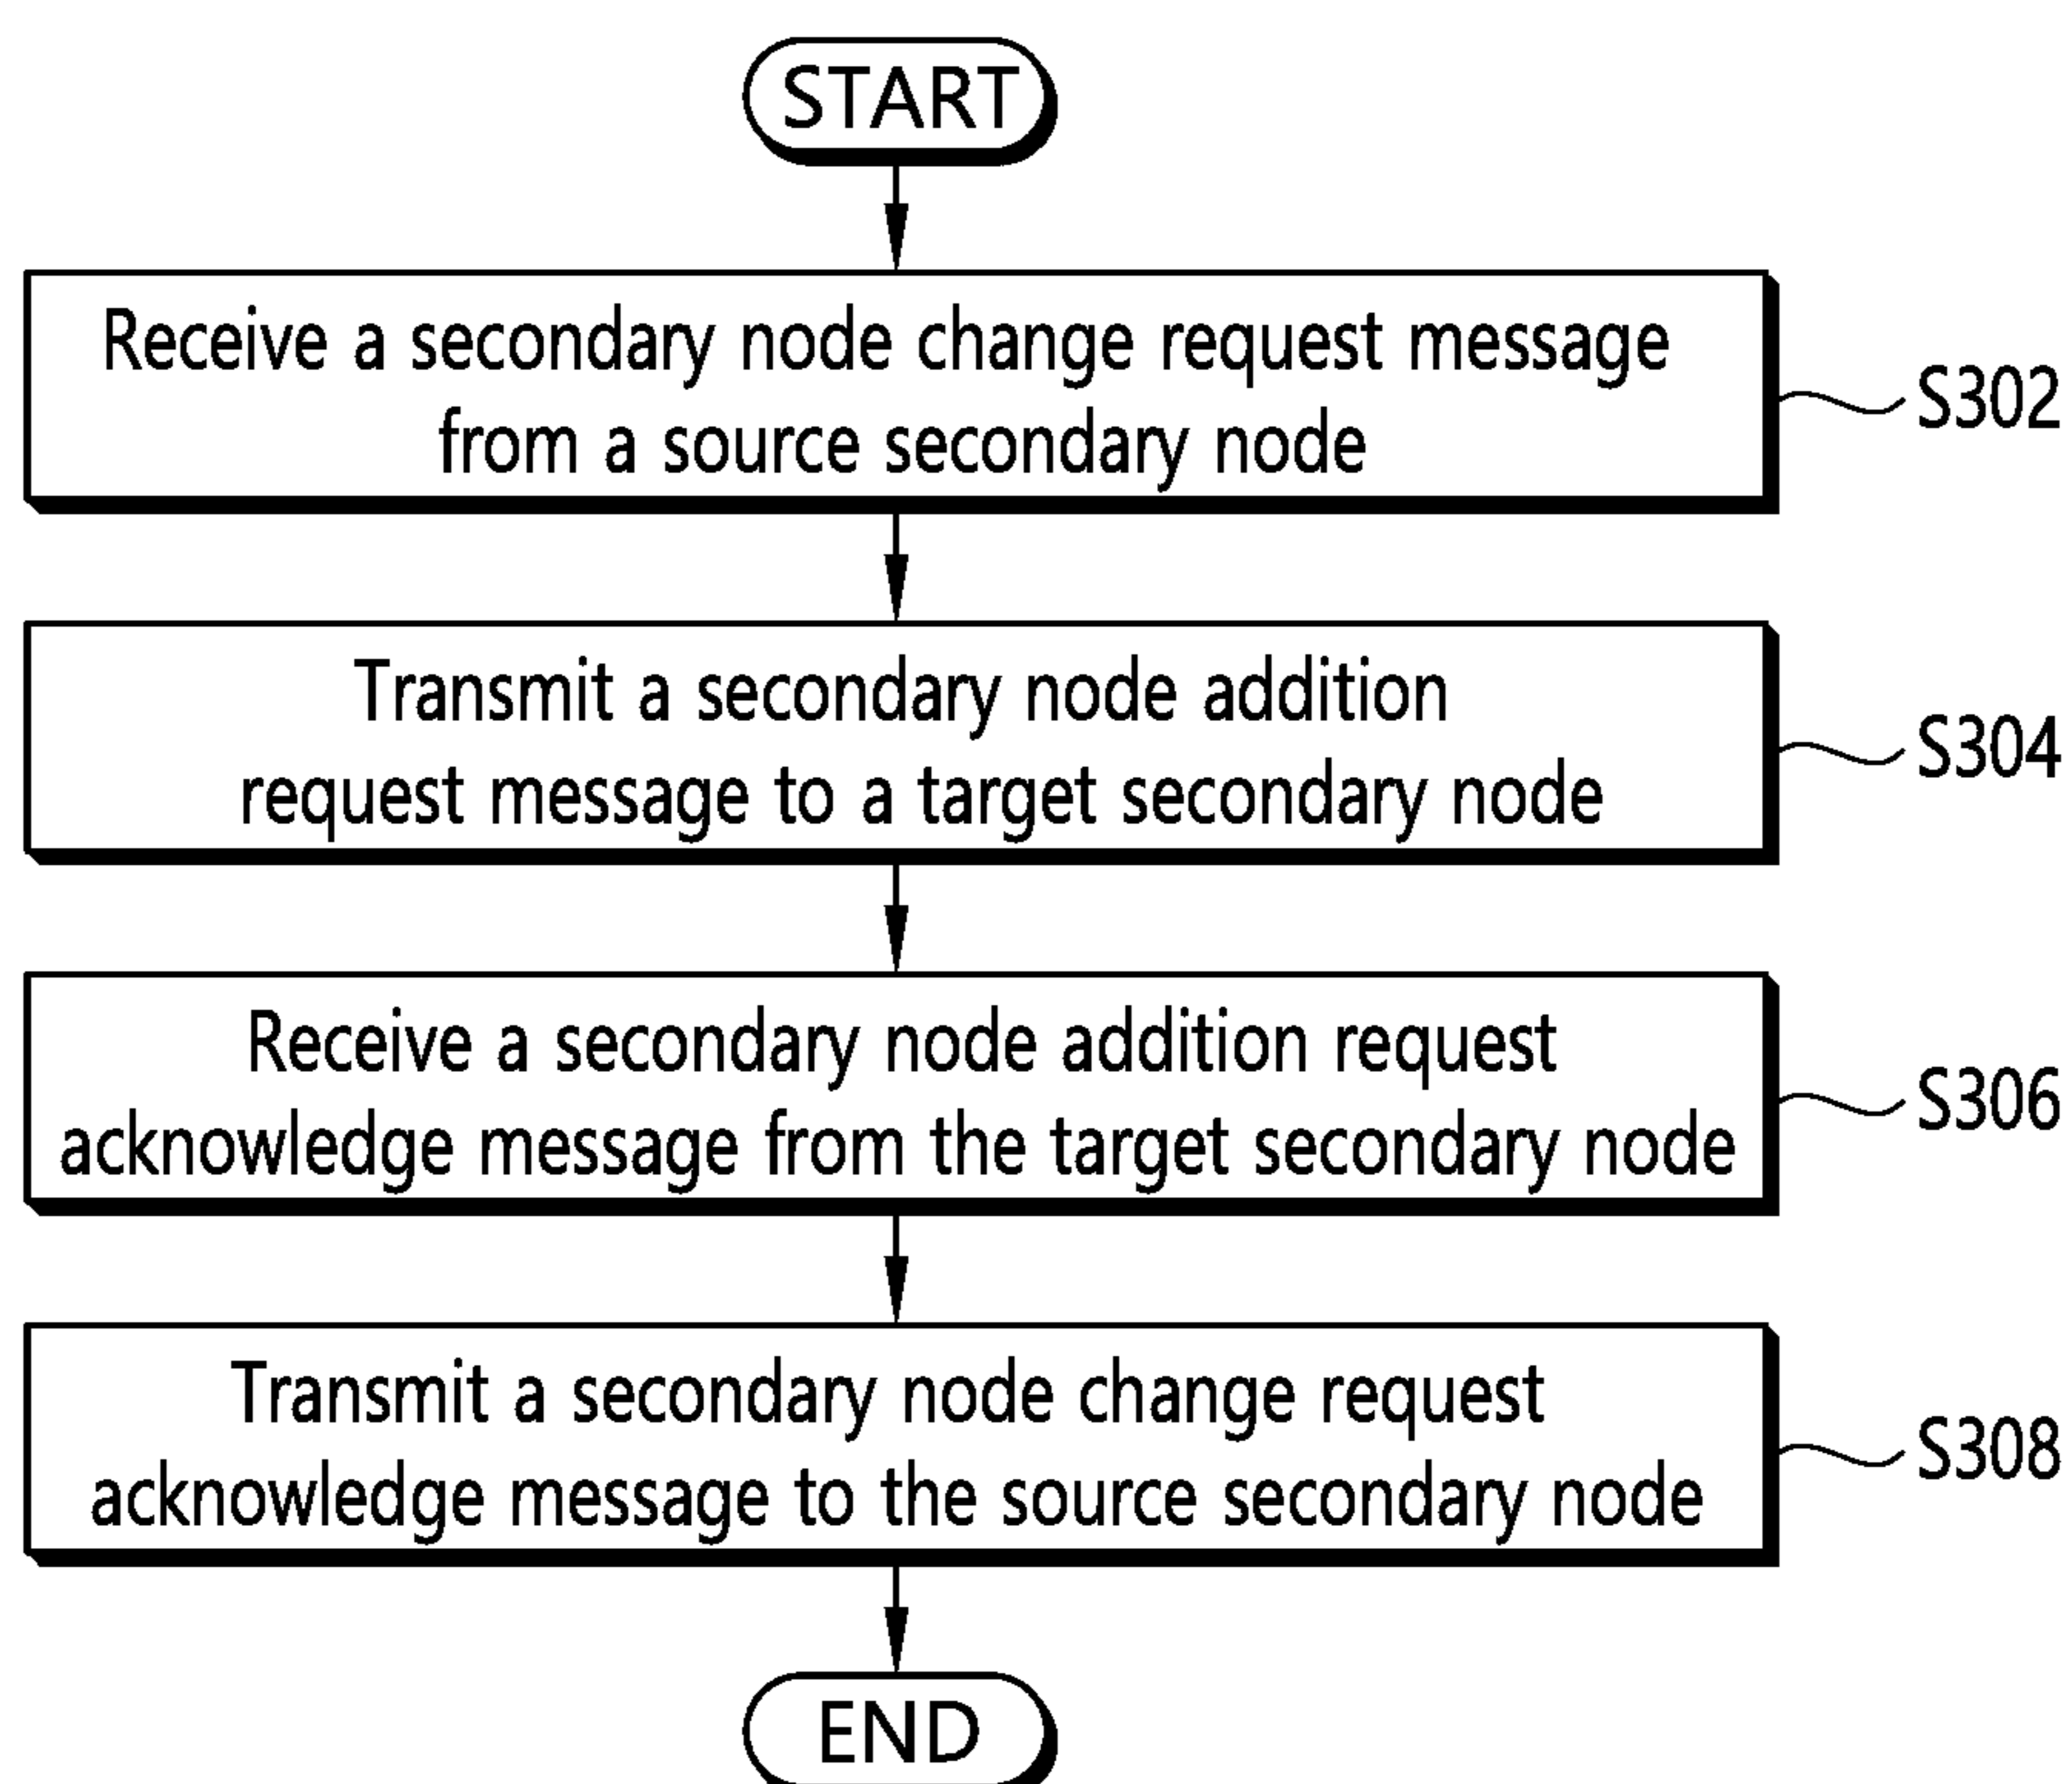 START
Receive a secondary node change request message
from a source secondary node
S302
Transmit a secondary node addition
request message to a target secondary node
S304
Receive a secondary node addition request
acknowledge message from the target secondary node
S306
Transmit a secondary node change request
acknowledge message to the source secondary node
S308
END